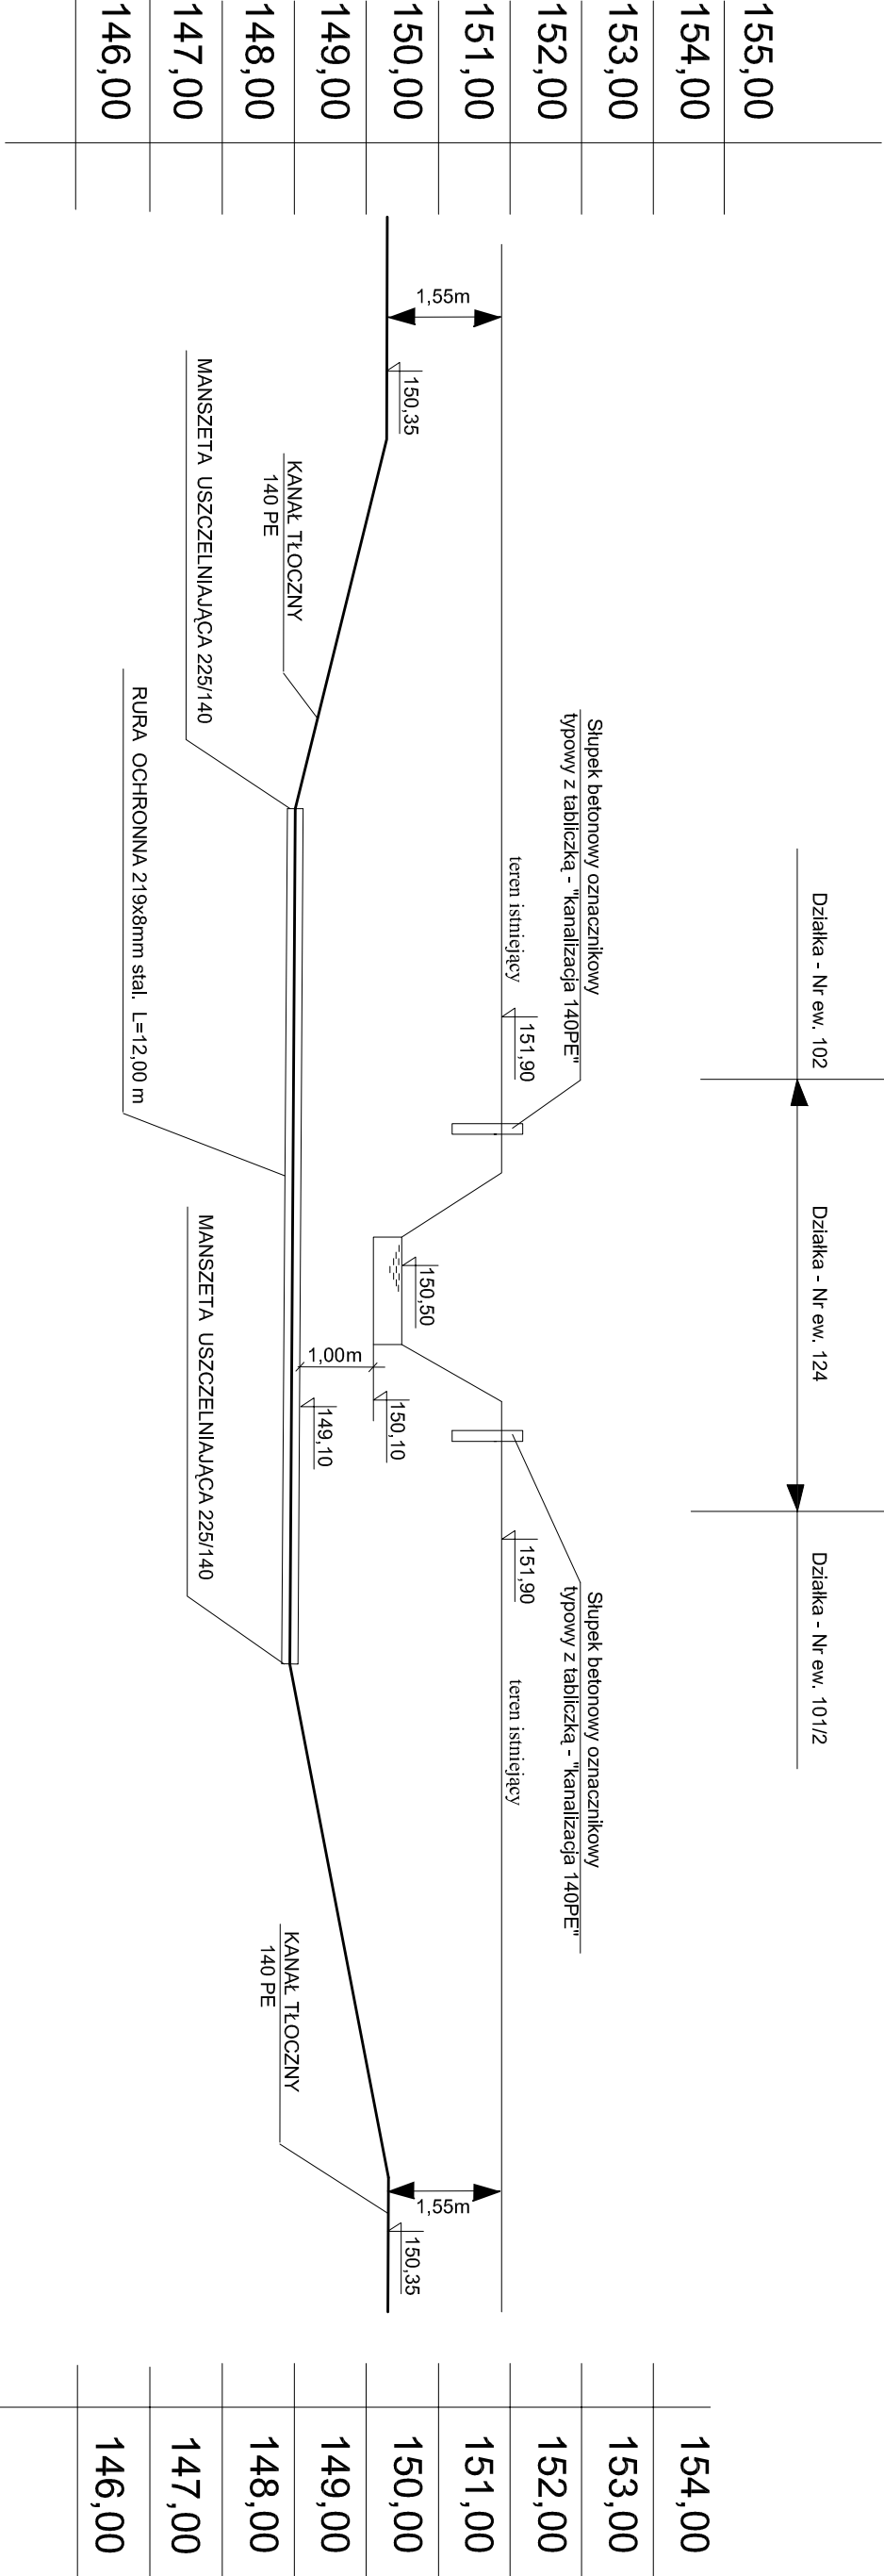 155,00
154,00
153,00
152,00
151,00
150,00
149,00
148,00
147,00
146,00
Działka - Nr ew. 102
Działka - Nr ew. 124
Działka - Nr ew. 101/2
Słupek betonowy oznacznikowy
typowy z tabliczką - "kanalizacja 140PE"
Słupek betonowy oznacznikowy
typowy z tabliczką - "kanalizacja 140PE"
teren istniejący
151,90
151,90
teren istniejący
1,55m
150,35
150,50
150,10
1,00m
149,10
1,55m
150,35
KANAŁ TŁOCZNY
140 PE
KANAŁ TŁOCZNY
140 PE
MANSZETA USZCZELNIAJĄCA 225/140
MANSZETA USZCZELNIAJĄCA 225/140
RURA OCHRONNA 219x8mm stal. L=12,00 m
154,00
153,00
152,00
151,00
150,00
149,00
148,00
147,00
146,00